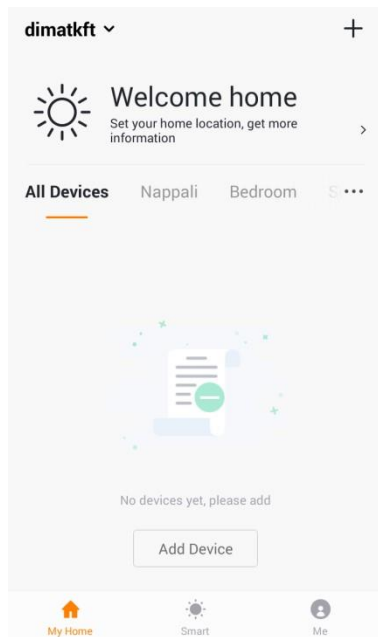 dimatkft
Welcome home
Set your home location, get more
information
All Devices Nappali Bedroom S
No devices yet, please add
Add Device
My Home Smart Me